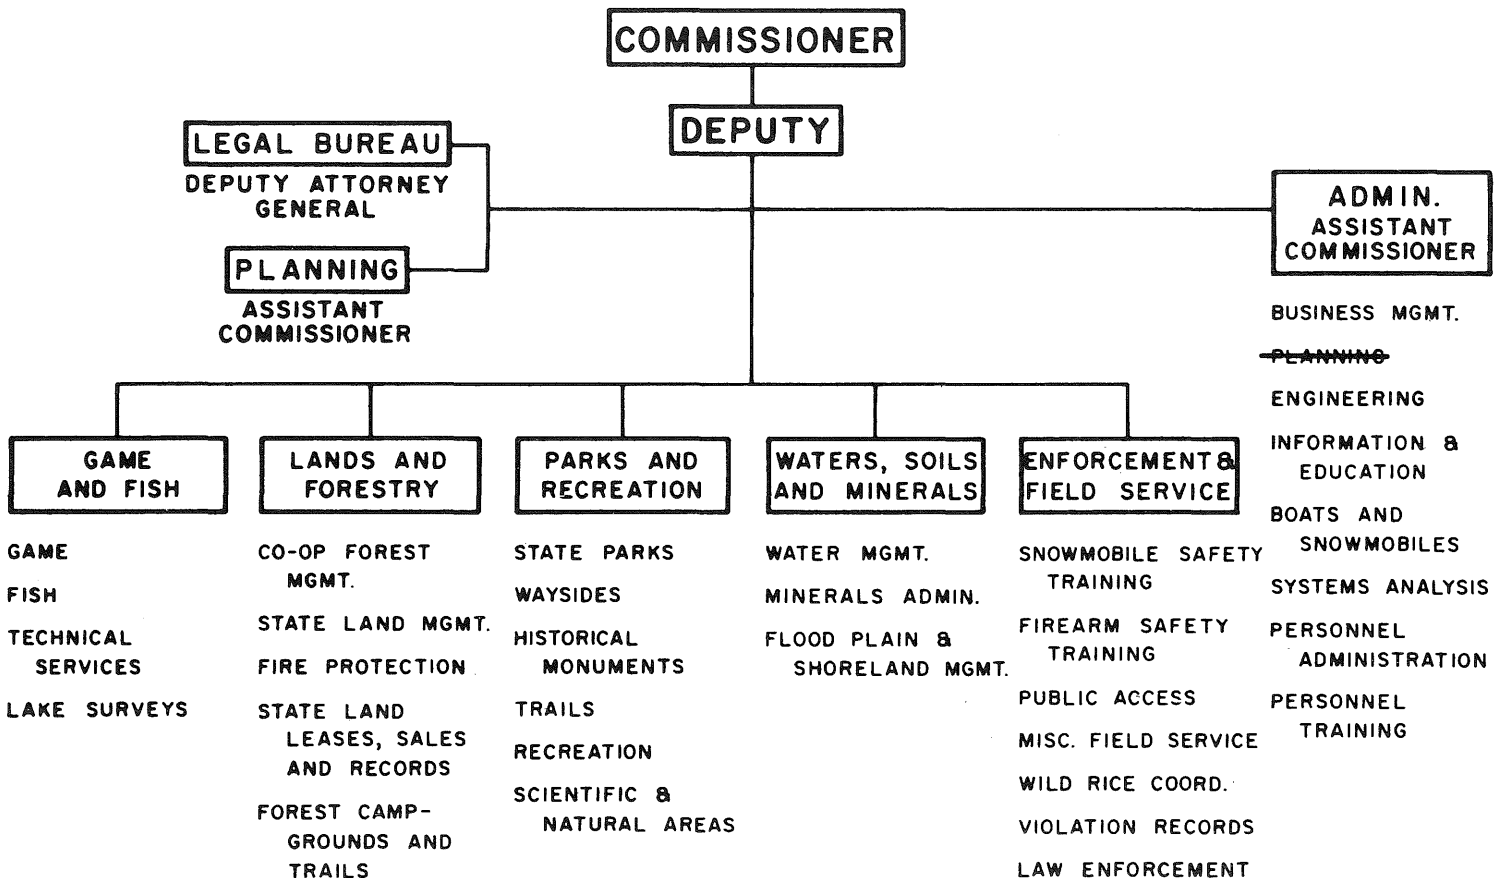 COMMISSIONER
DEPUTY
LEGAL BUREAU
DEPUTY ATTORNEY
GENERAL
PLANNING
ASSISTANT
COMMISSIONER
ADMIN.
ASSISTANT
COMMISSIONER
BUSINESS MGMT.
PLANNING
ENGINEERING
INFORMATION &
EDUCATION
BOATS AND
SNOWMOBILES
SYSTEMS ANALYSIS
PERSONNEL
ADMINISTRATION
PERSONNEL
TRAINING
GAME
AND FISH
GAME
FISH
TECHNICAL
SERVICES
LAKE SURVEYS
LANDS AND
FORESTRY
CO-OP FOREST
MGMT.
STATE LAND MGMT.
FIRE PROTECTION
STATE LAND
LEASES, SALES
AND RECORDS
FOREST CAMP-
GROUNDS AND
TRAILS
PARKS AND
RECREATION
STATE PARKS
WAYSIDES
HISTORICAL
MONUMENTS
TRAILS
RECREATION
SCIENTIFIC &
NATURAL AREAS
WATERS, SOILS
AND MINERALS
WATER MGMT.
MINERALS ADMIN.
FLOOD PLAIN &
SHORELAND MGMT.
ENFORCEMENT &
FIELD SERVICE
SNOWMOBILE SAFETY
TRAINING
FIREARM SAFETY
TRAINING
PUBLIC ACCESS
MISC. FIELD SERVICE
WILD RICE COORD.
VIOLATION RECORDS
LAW ENFORCEMENT